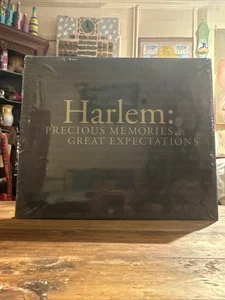 Harlem:
PRECIOUS MEMORIES,
GREAT EXPECTATIONS